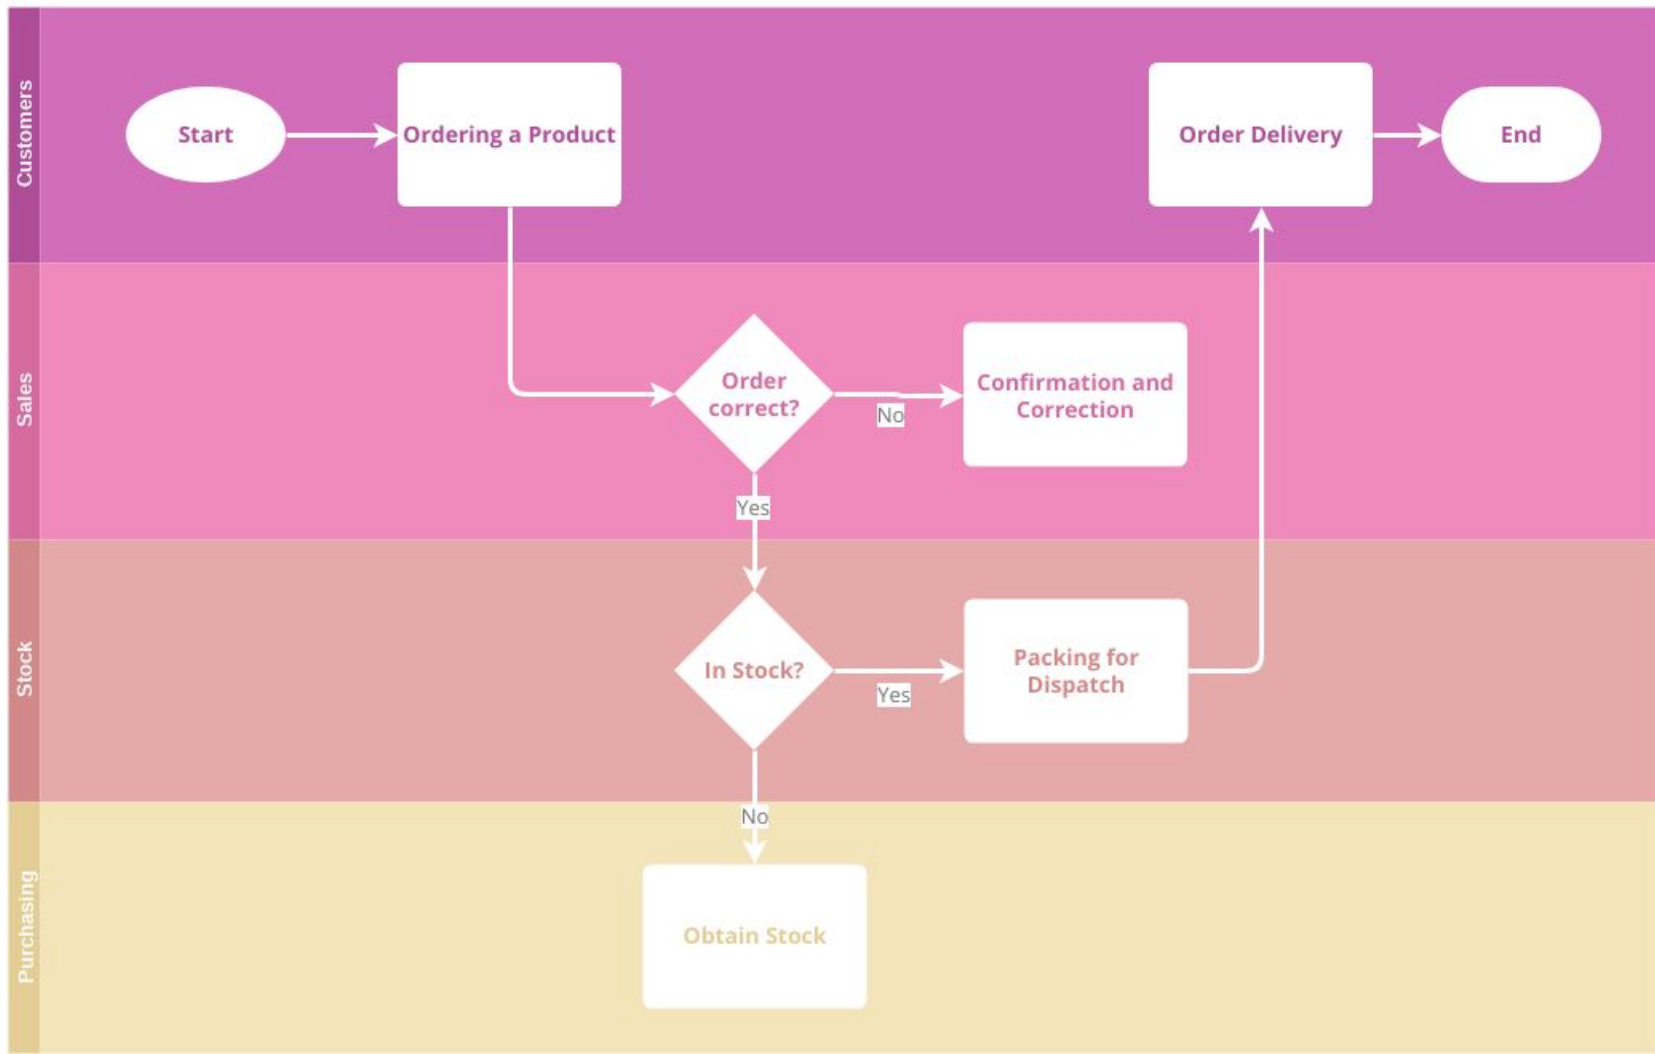 Customers
Start
Ordering a Product
Order Delivery
End
Sales
Order
correct?
No
Confirmation and
Correction
Yes
Stock
In Stock?
Yes
Packing for
Dispatch
No
Purchasing
Obtain Stock